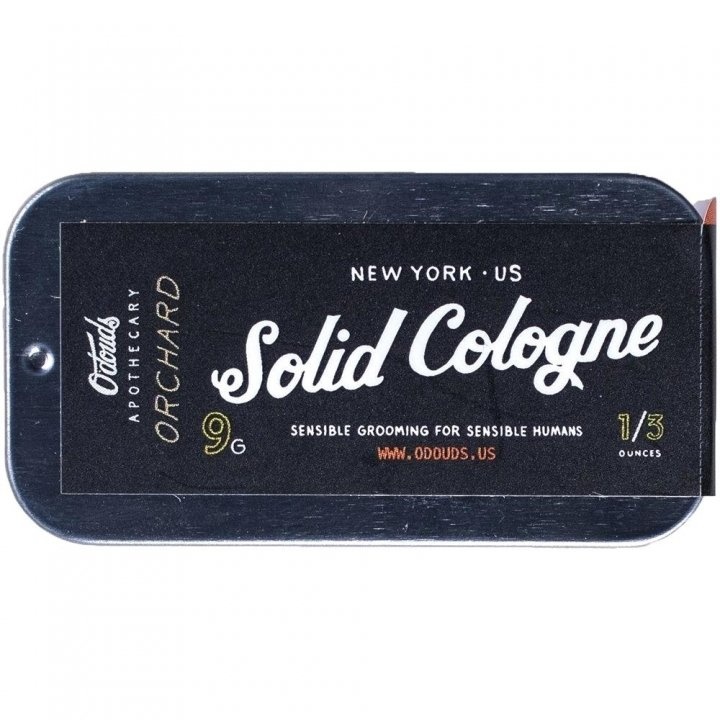 Odouds
APOTHECARY
ORCHARD
NEW YORK · US
Solid Cologne
9G
SENSIBLE GROOMING FOR SENSIBLE HUMANS
WWW.ODOUDS.US
1/3
OUNCES